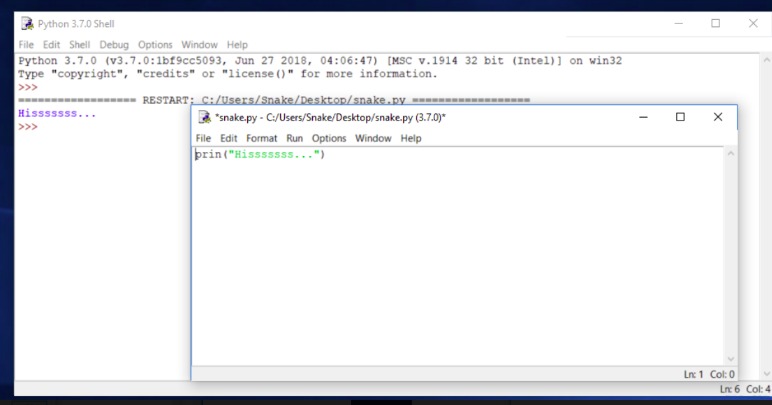 Python 3.7.0 Shell
File Edit Shell Debug Options Window Help
Python 3.7.0 (v3.7.0:1bf9cc5093, Jun 27 2018, 04:06:47) [MSC v.1914 32 bit (Intel)] on win32
Type "copyright", "credits" or "license()" for more information.
>>>
================== RESTART: C:/Users/Snake/Desktop/snake.py ==================
Hisssssss...
>>>
*snake.py - C:/Users/Snake/Desktop/snake.py (3.7.0)*
File Edit Format Run Options Window Help
prin("Hisssssss...")
Ln: 1 Col: 0
Ln: 6 Col: 4